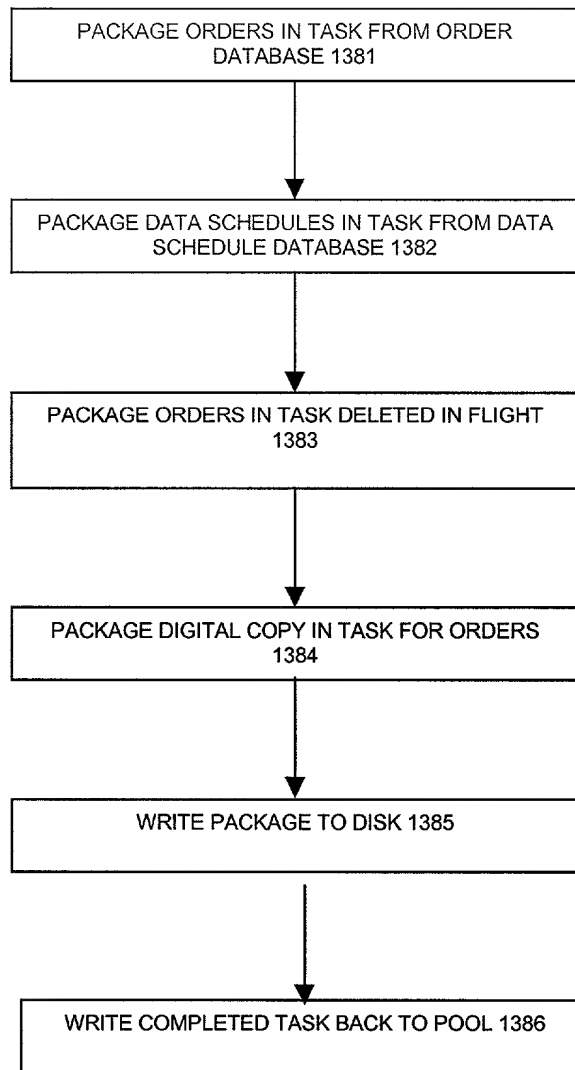 PACKAGE ORDERS IN TASK FROM ORDER
DATABASE 1381
PACKAGE DATA SCHEDULES IN TASK FROM DATA
SCHEDULE DATABASE 1382
PACKAGE ORDERS IN TASK DELETED IN FLIGHT
1383
PACKAGE DIGITAL COPY IN TASK FOR ORDERS
1384
WRITE PACKAGE TO DISK 1385
WRITE COMPLETED TASK BACK TO POOL 1386